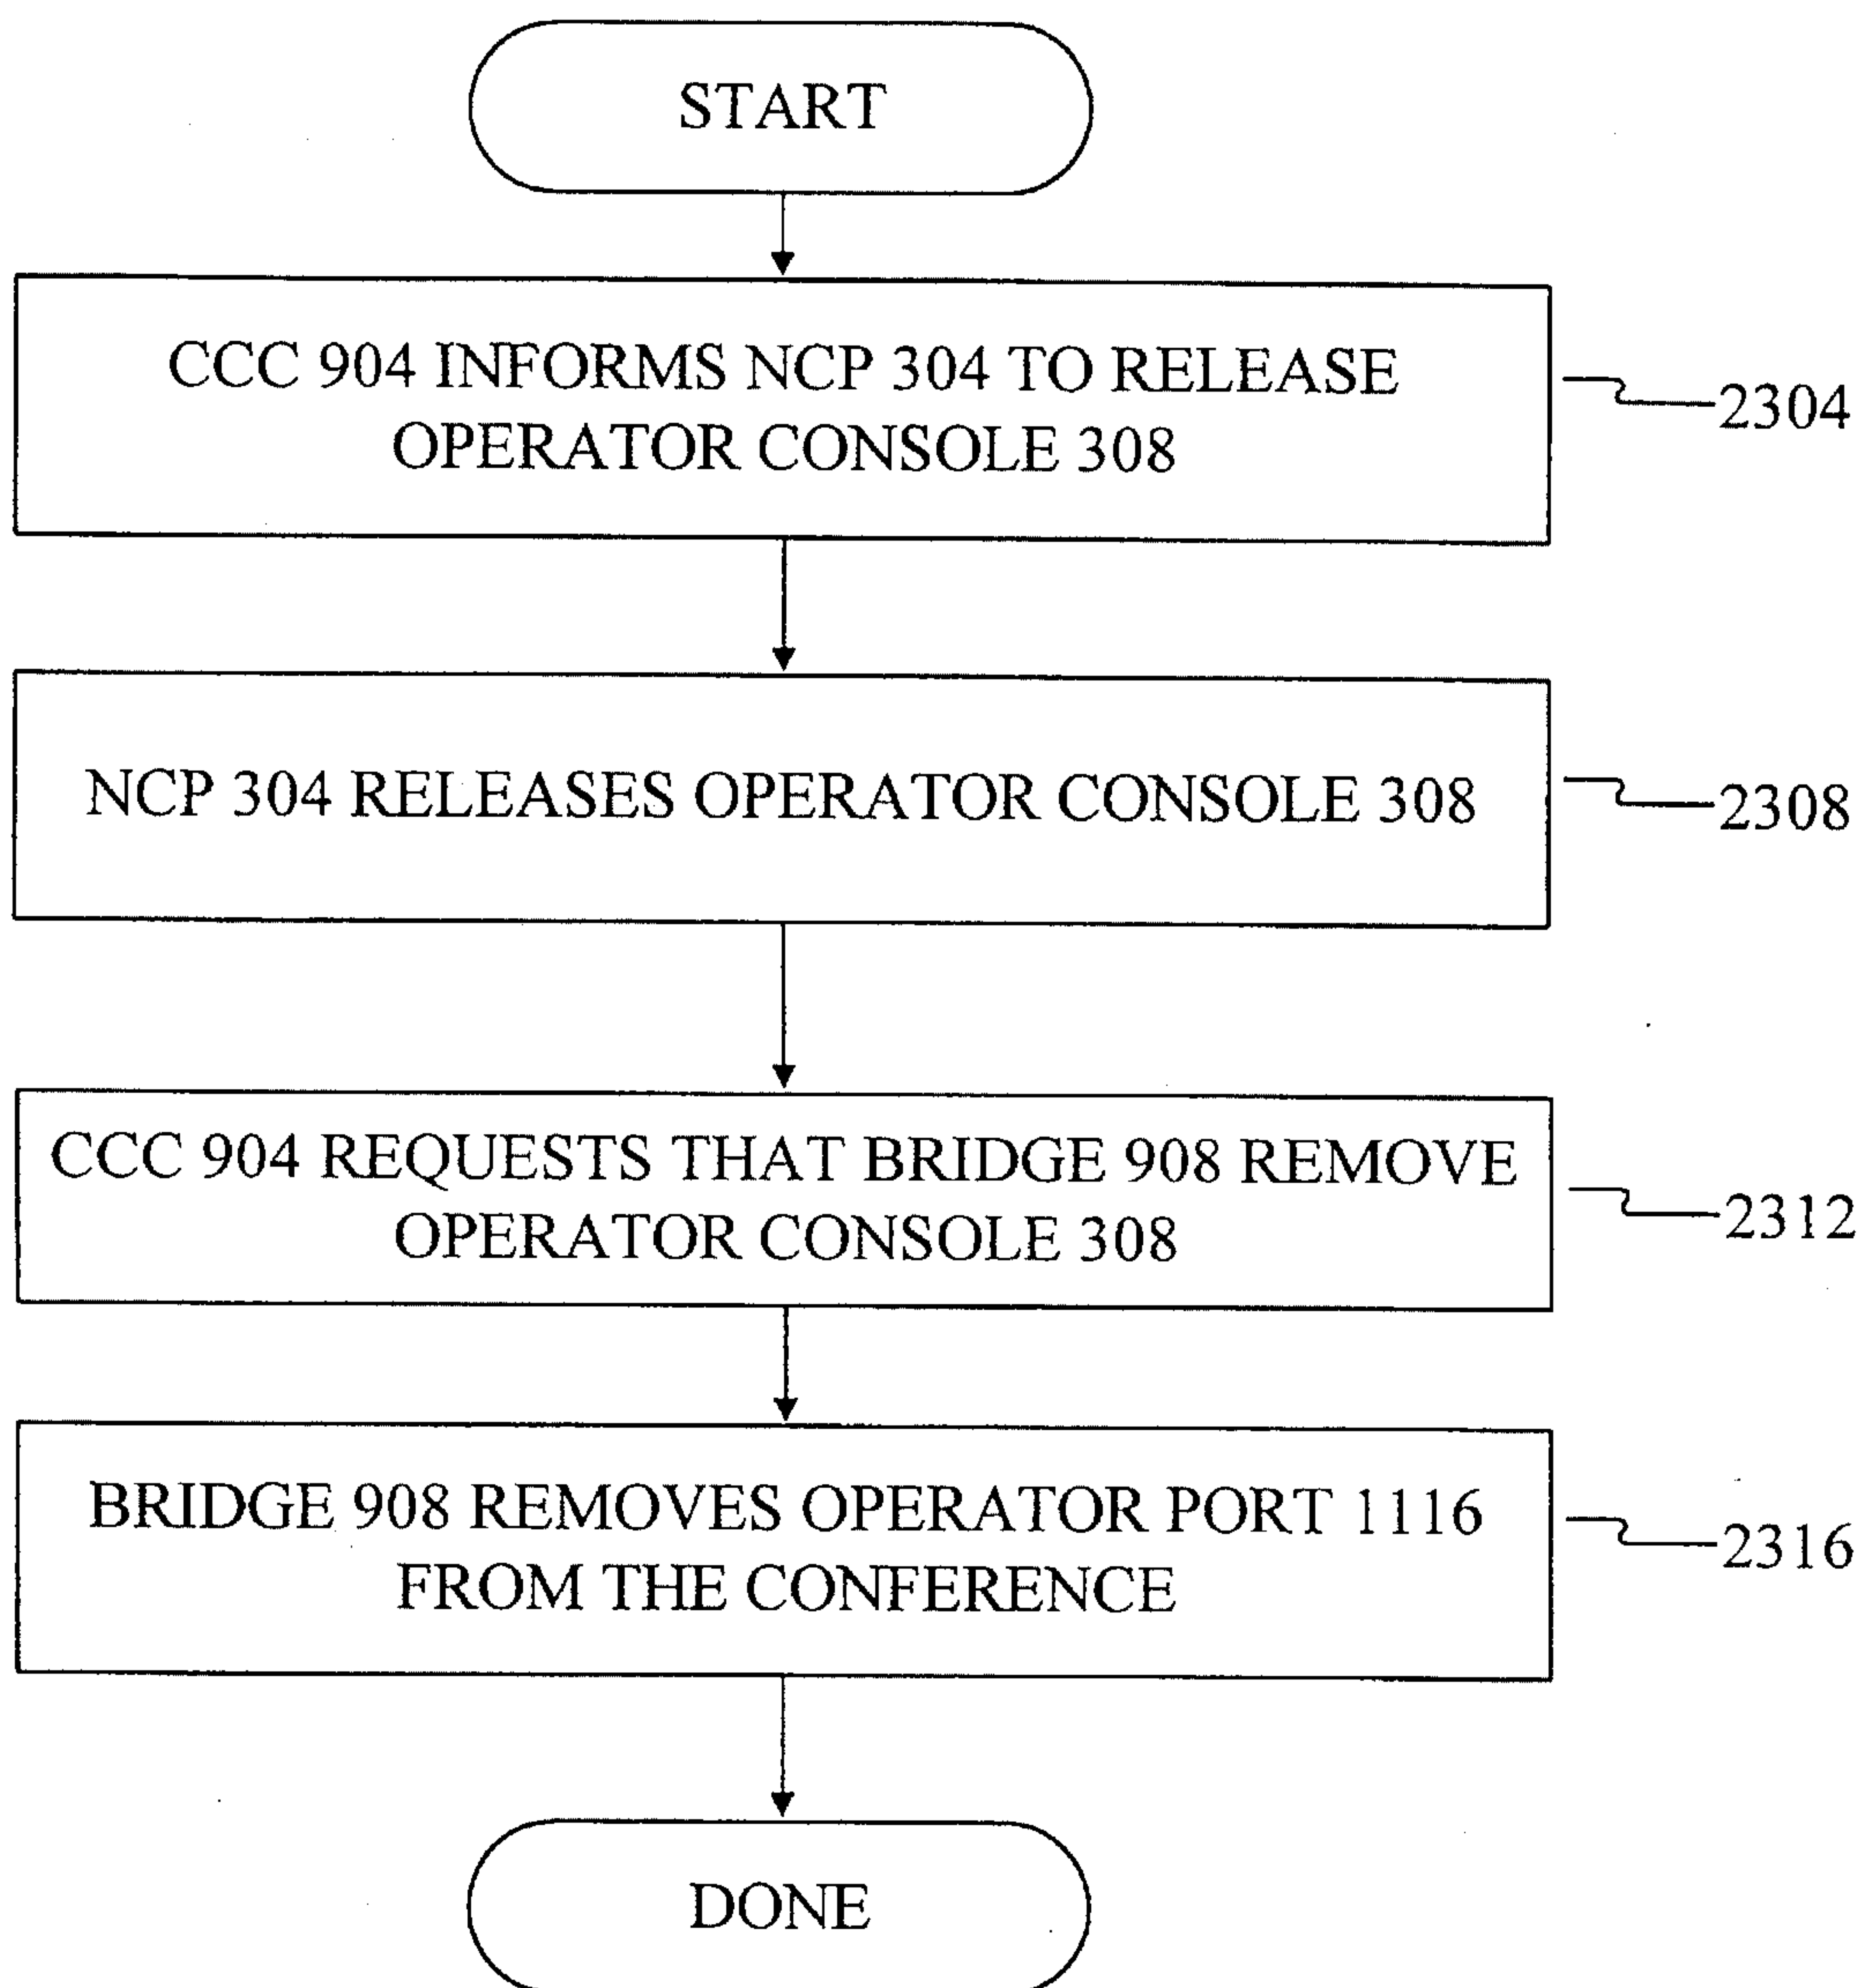 START
CCC 904 INFORMS NCP 304 TO RELEASE
OPERATOR CONSOLE 308
2304
NCP 304 RELEASES OPERATOR CONSOLE 308
2308
CCC 904 REQUESTS THAT BRIDGE 908 REMOVE
OPERATOR CONSOLE 308
2312
BRIDGE 908 REMOVES OPERATOR PORT 1116
FROM THE CONFERENCE
2316
DONE